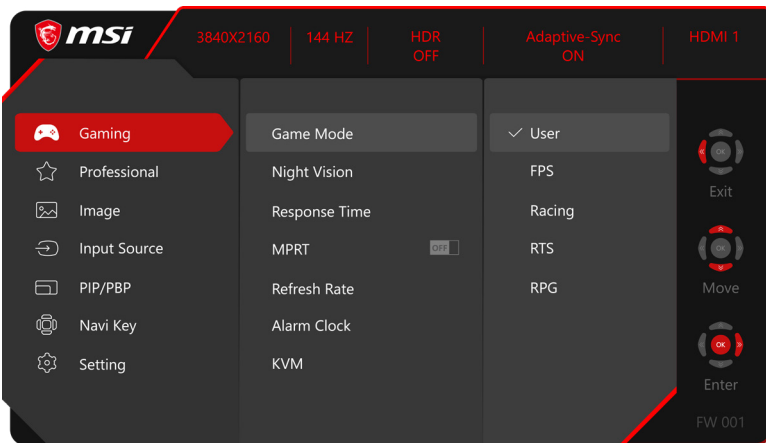 msi
3840X2160 144 HZ HDR OFF Adaptive-Sync ON HDMI 1
Gaming
Professional
Image
Input Source
PIP/PBP
Navi Key
Setting
Game Mode
Night Vision
Response Time
MPRT OFF
Refresh Rate
Alarm Clock
KVM
User
FPS
Racing
RTS
RPG
OK
Exit
OK
Move
OK
Enter
FW 001